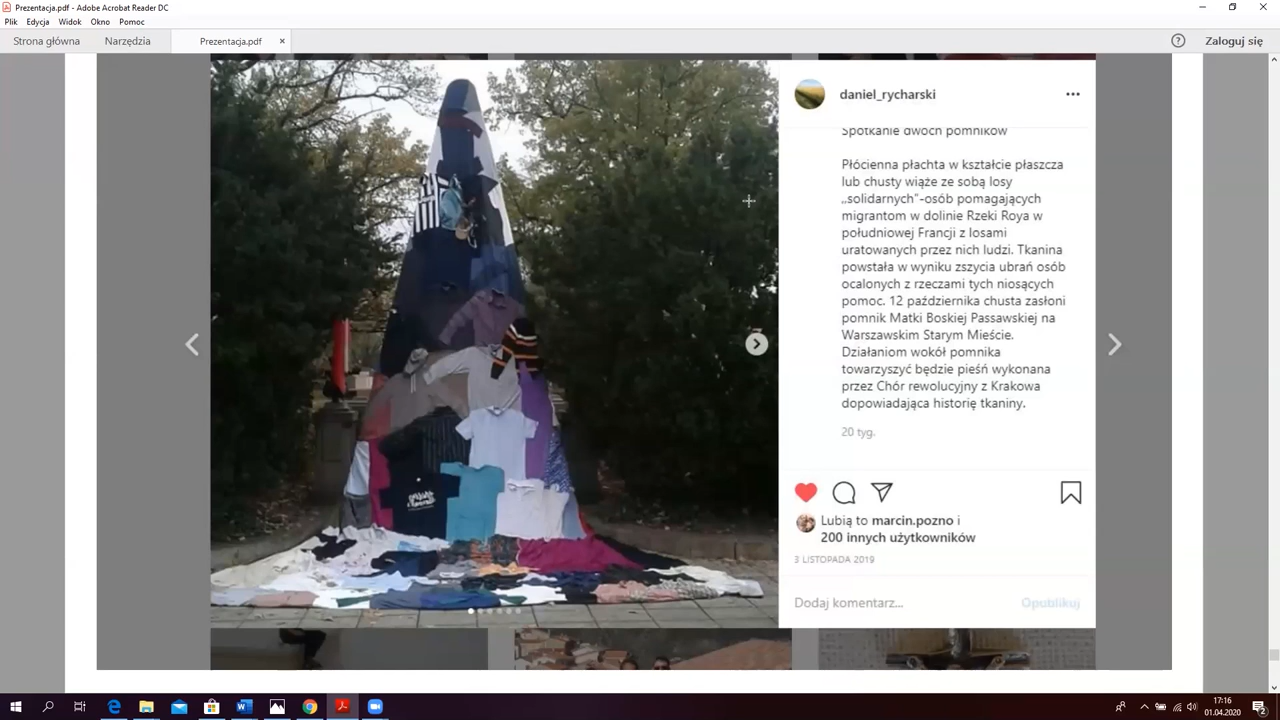 Prezentacja.pdf - Adobe Acrobat Reader DC
Plik Edycja Widok Okno Pomoc
Strona główna Narzędzia Prezentacja.pdf × ? Zaloguj się
daniel_rycharski
Spotkanie dwóch pomników
Płócienna płachta w kształcie płaszcza
lub chusty wiąże ze sobą losy
,,solidarnych"-osób pomagających
migrantom w dolinie Rzeki Roya w
południowej Francji z losami
uratowanych przez nich ludzi. Tkanina
powstała w wyniku zszycia ubrań osób
ocalonych z rzeczami tych niosących
pomoc. 12 października chusta zasłoni
pomnik Matki Boskiej Passawskiej na
Warszawskim Starym Mieście.
Działaniom wokół pomnika
towarzyszyć będzie pieśń wykonana
przez Chór rewolucyjny z Krakowa
dopowiadająca historię tkaniny.
20 tyg.
Lubią to marcin.pozno i
200 innych użytkowników
3 LISTOPADA 2019
Dodaj komentarz... Opublikuj
17:16
01.04.2020
2